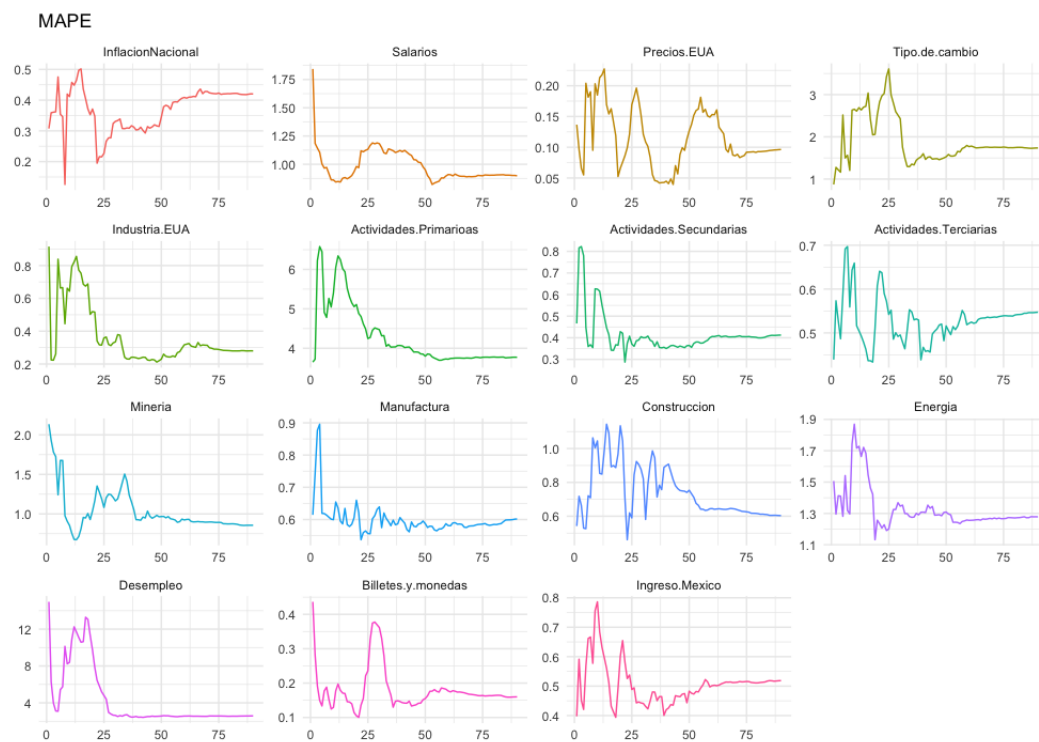 MAPE
InflacionNacional Salarios Precios.EUA Tipo.de.cambio
0.5 0.4 0.3 0.2
1.75 1.50 1.25 1.00
0.20 0.15 0.10 0.05
3 2 1
0 25 50 75 0 25 50 75 0 25 50 75 0 25 50 75
Industria.EUA Actividades.Primarioas Actividades.Secundarias Actividades.Terciarias
0.8 0.6 0.4 0.2
6 5 4
0.8 0.7 0.6 0.5 0.4 0.3
0.7 0.6 0.5
0 25 50 75 0 25 50 75 0 25 50 75 0 25 50 75
Mineria Manufactura Construccion Energia
2.0 1.5 1.0
0.9 0.8 0.7 0.6
1.0 0.8 0.6
1.9 1.7 1.5 1.3 1.1
0 25 50 75 0 25 50 75 0 25 50 75 0 25 50 75
Desempleo Billetes.y.monedas Ingreso.Mexico
12 8 4
0.4 0.3 0.2 0.1
0.8 0.7 0.6 0.5 0.4
0 25 50 75 0 25 50 75 0 25 50 75